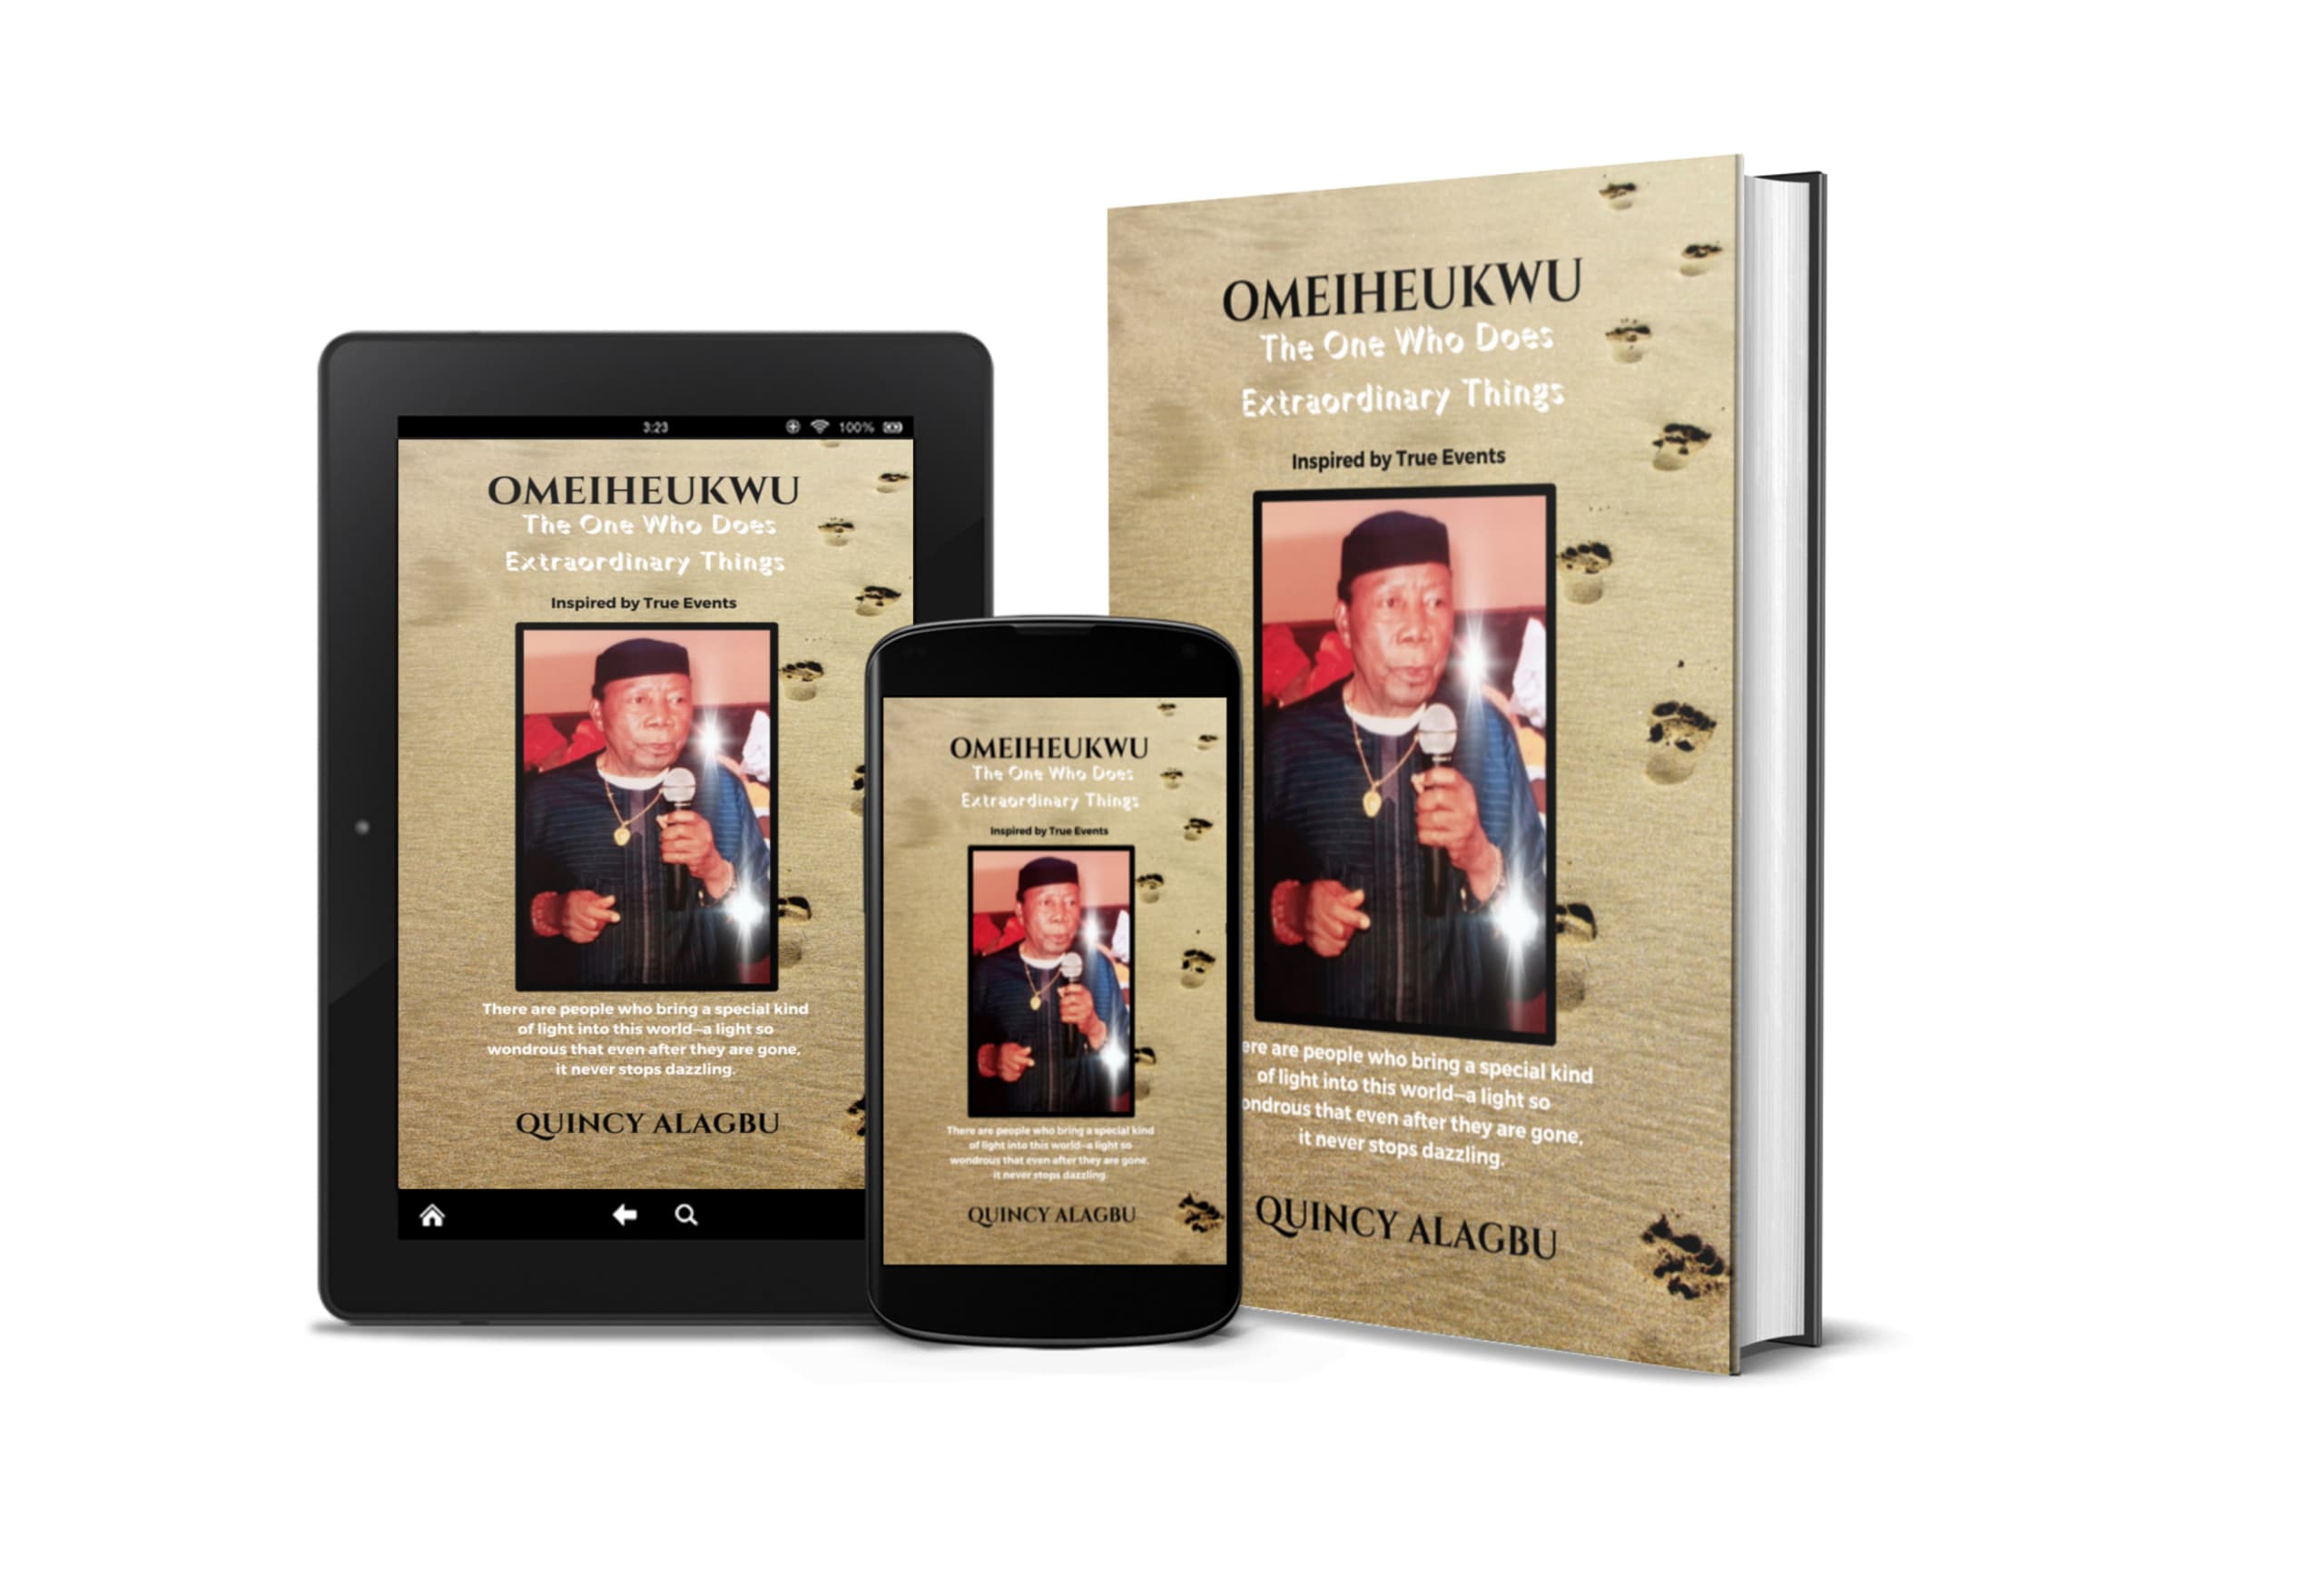 3:23
100%
OMEIHEUKWU
The One Who Does
Extraordinary Things
Inspired by True Events
There are people who bring a special kind
of light into this world—a light so
wondrous that even after they are gone,
it never stops dazzling.
QUINCY ALAGBU
OMEIHEUKWU
The One Who Does
Extraordinary Things
Inspired by True Events
There are people who bring a special kind
of light into this world—a light so
wondrous that even after they are gone,
it never stops dazzling.
QUINCY ALAGBU
OMEIHEUKWU
The One Who Does
Extraordinary Things
Inspired by True Events
ere are people who bring a special kind
of light into this world—a light so
ondrous that even after they are gone,
it never stops dazzling.
QUINCY ALAGBU